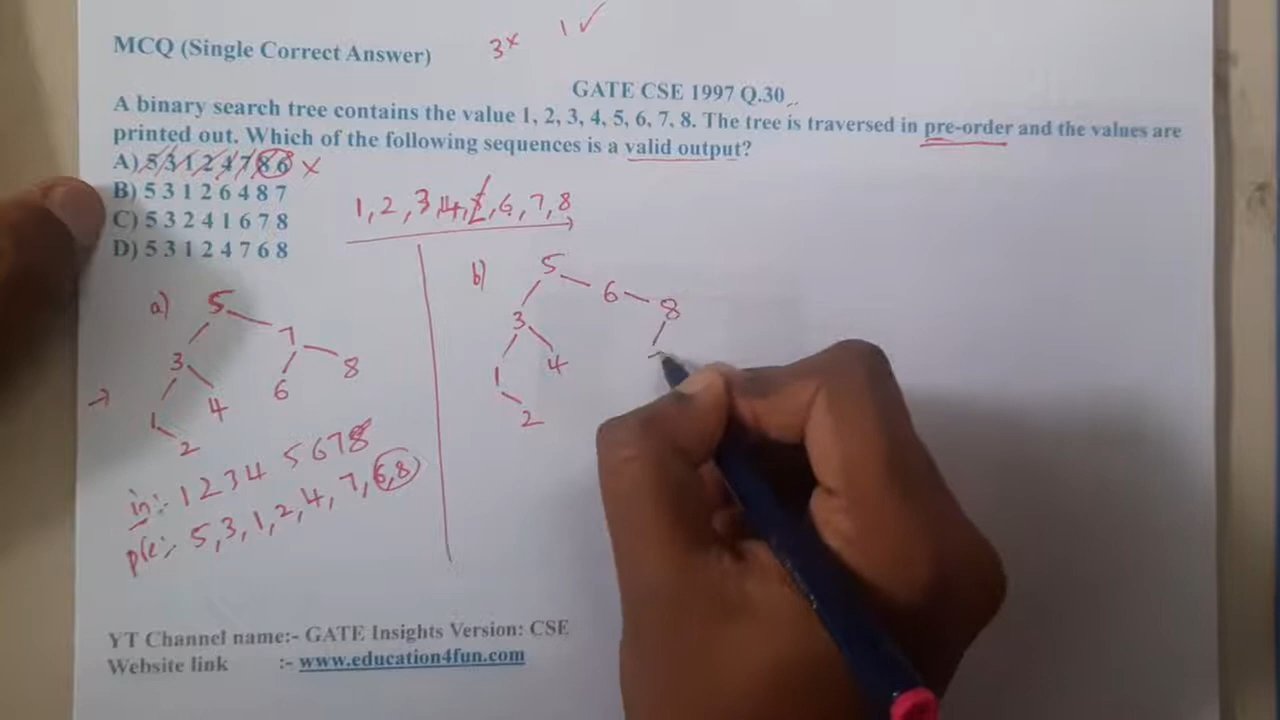 3x 1 ✓
MCQ (Single Correct Answer)
GATE CSE 1997 Q.30
A binary search tree contains the value 1, 2, 3, 4, 5, 6, 7, 8. The tree is traversed in pre-order and the values are
printed out. Which of the following sequences is a valid output?
A) 5 3 1 2 4 7 8 6 x
B) 5 3 1 2 6 4 8 7
C) 5 3 2 4 1 6 7 8
D) 5 3 1 2 4 7 6 8
1, 2, 3, 4, 5, 6, 7, 8
a) 5
7
3
8
6
1 4
2
b) 5
6 8
3
4
1
2
in:- 1 2 3 4 5 6 7 8
pre:- 5, 3, 1, 2, 4, 7, 6, 8
YT Channel name:- GATE Insights Version: CSE
Website link :- www.education4fun.com